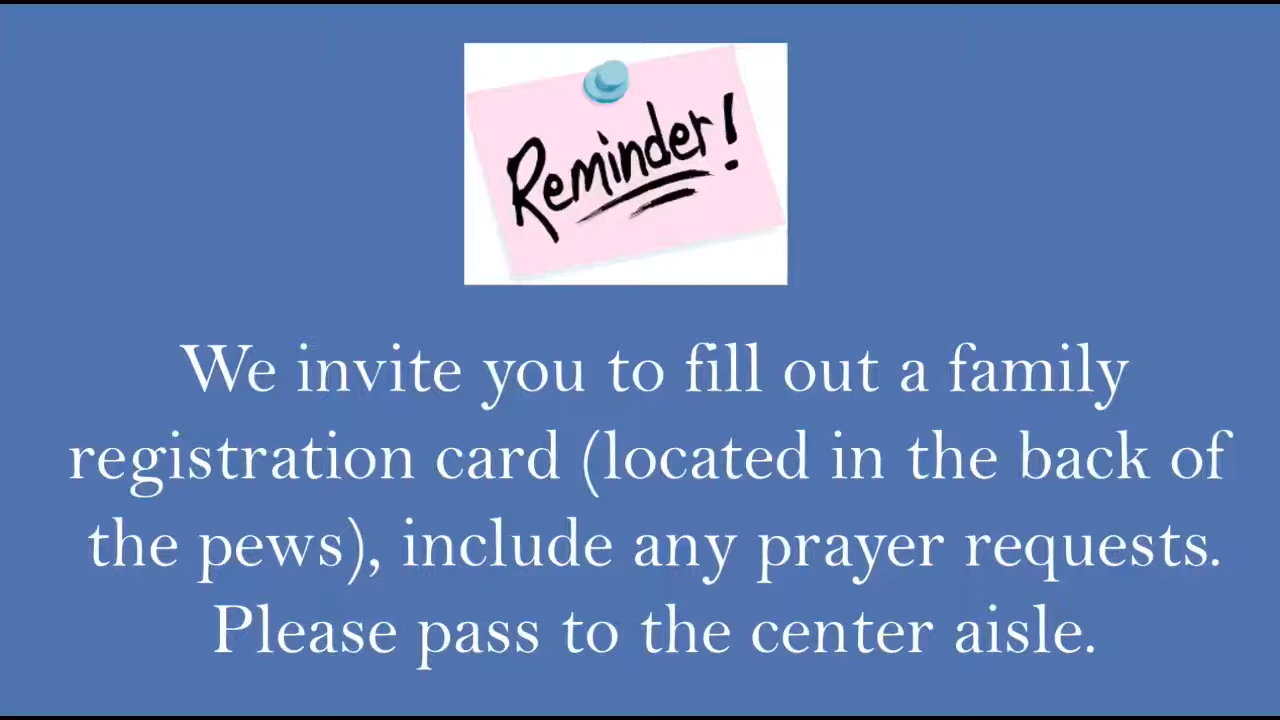 Reminder!
We invite you to fill out a family
registration card (located in the back of
the pews), include any prayer requests.
Please pass to the center aisle.